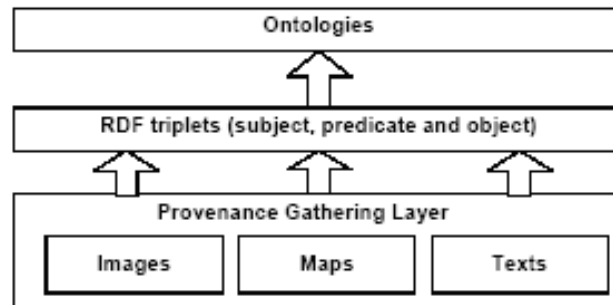 Ontologies
RDF triplets (subject, predicate and object)
Provenance Gathering Layer
Images
Maps
Texts